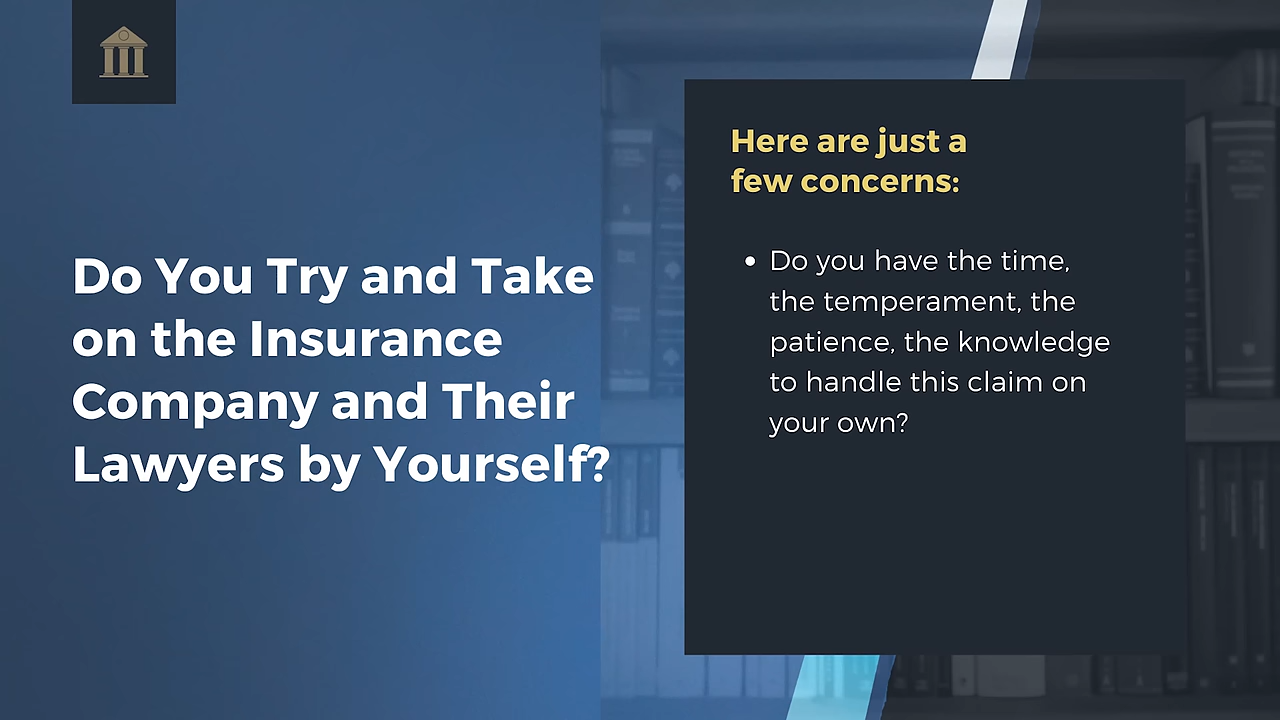 Do You Try and Take
on the Insurance
Company and Their
Lawyers by Yourself?
Here are just a
few concerns:
• Do you have the time,
the temperament, the
patience, the knowledge
to handle this claim on
your own?